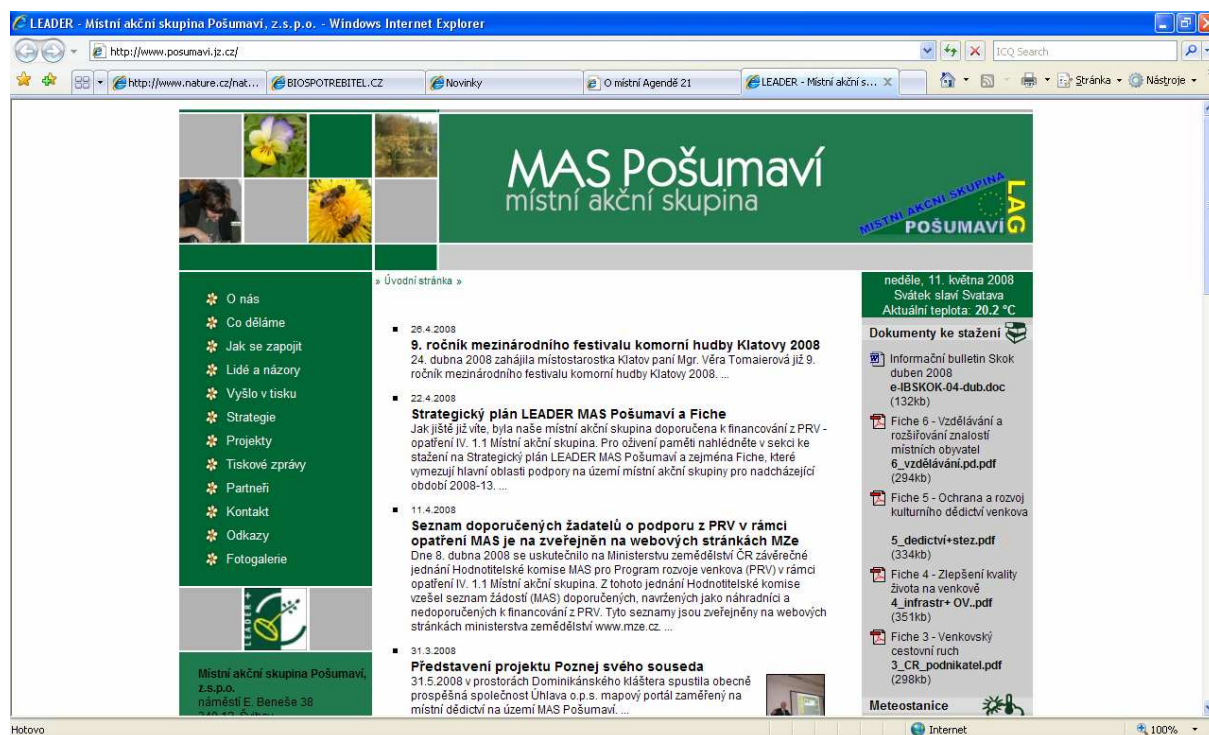 LEADER - Místní akční skupina Pošumaví, z.s.p.o. - Windows Internet Explorer
http://www.posumavi.jz.cz/
ICQ Search
http://www.nature.cz/nat...
BIOSPOTREBITEL.CZ
Novinky
O místní Agendě 21
LEADER - Místní akční s...
Stránka
Nástroje
MAS Pošumaví
místní akční skupina
MISTNI AKCNI SKUPINA
POŠUMAVÍ
LAG
O nás
Co děláme
Jak se zapojit
Lidé a názory
Vyšlo v tisku
Strategie
Projekty
Tiskové zprávy
Partneři
Kontakt
Odkazy
Fotogalerie
LEADER +
Místní akční skupina Pošumaví,
z.s.p.o.
náměstí E. Beneše 38
» Úvodní stránka »
26.4.2008
9. ročník mezinárodního festivalu komorní hudby Klatovy 2008
24. dubna 2008 zahájila místostarostka Klatov paní Mgr. Věra Tomaierová již 9.
ročník mezinárodního festivalu komorní hudby Klatovy 2008. ...
22.4.2008
Strategický plán LEADER MAS Pošumaví a Fiche
Jak jistě již víte, byla naše místní akční skupina doporučena k financování z PRV -
opatření IV. 1.1 Místní akční skupina. Pro oživení paměti nahlédněte v sekci ke
stažení na Strategický plán LEADER MAS Pošumaví a zejména Fiche, které
vymezují hlavní oblasti podpory na území místní akční skupiny pro nadcházející
období 2008-13. ...
11.4.2008
Seznam doporučených žadatelů o podporu z PRV v rámci
opatření MAS je na zveřejněn na webových stránkách MZe
Dne 8. dubna 2008 se uskutečnilo na Ministerstvu zemědělství ČR závěrečné
jednání Hodnotitelské komise MAS pro Program rozvoje venkova (PRV) v rámci
opatření IV. 1.1 Místní akční skupina. Z tohoto jednání Hodnotitelské komise
vzešel seznam žádostí (MAS) doporučených, navržených jako náhradníci a
nedoporučených k financování z PRV. Tyto seznamy jsou zveřejněny na webových
stránkách ministerstva zemědělství www.mze.cz. ...
31.3.2008
Představení projektu Poznej svého souseda
31.5.2008 v prostorách Dominikánského kláštera spustila obecně
prospěšná společnost Úhlava o.p.s. mapový portál zaměřený na
místní dědictví na území MAS Pošumaví. ...
neděle, 11. května 2008
Svátek slaví Svatava
Aktuální teplota: 20.2 °C
Dokumenty ke stažení
Informační bulletin Skok
duben 2008
e-IBSKOK-04-dub.doc
(132kb)
Fiche 6 - Vzdělávání a
rozšiřování znalostí
místních obyvatel
6_vzdělávání.pd.pdf
(294kb)
Fiche 5 - Ochrana a rozvoj
kulturního dědictví venkova
5_dedictví+stez.pdf
(334kb)
Fiche 4 - Zlepšení kvality
života na venkově
4_infrastr+ OV..pdf
(351kb)
Fiche 3 - Venkovský
cestovní ruch
3_CR_podnikatel.pdf
(298kb)
Meteostanice
Hotovo
Internet
100%